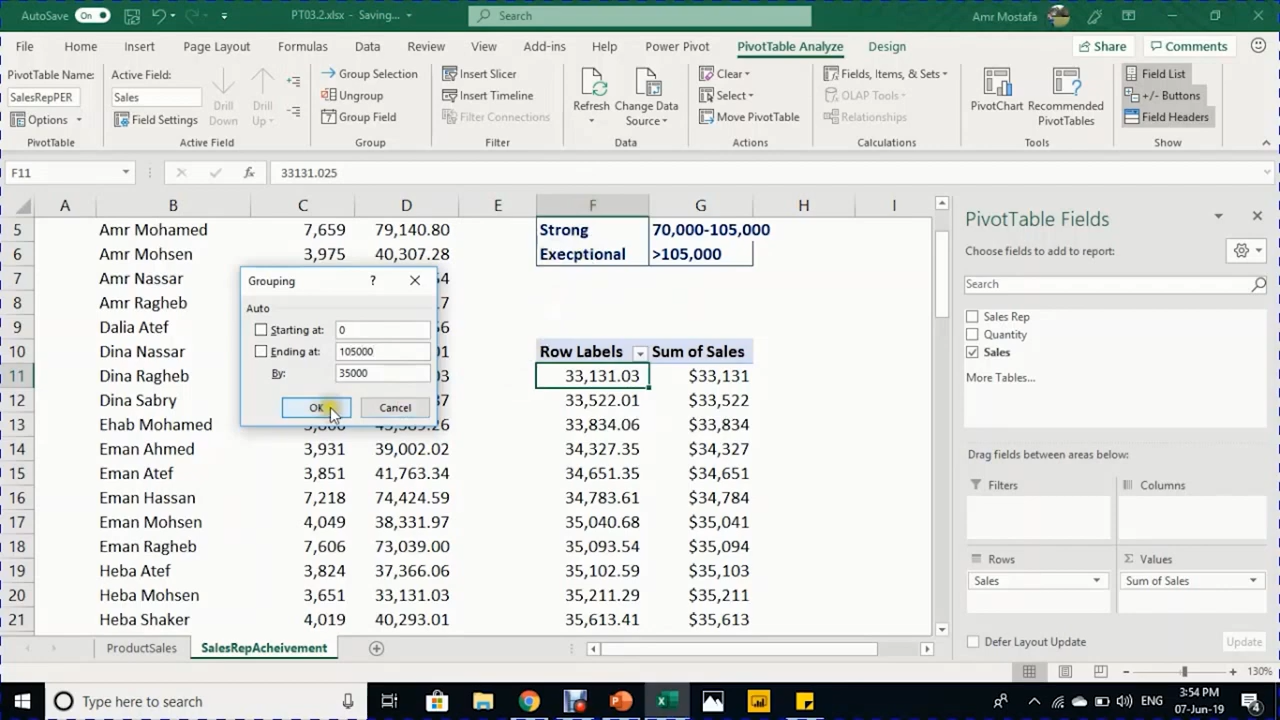 AutoSave On PT03.2.xlsx - Saving... Search Amr Mostafa
File Home Insert Page Layout Formulas Data Review View Add-ins Help Power Pivot PivotTable Analyze Design Share Comments
PivotTable Name: Active Field: Group Selection Insert Slicer Clear Fields, Items, & Sets Field List
SalesRepPER Sales Drill Down Drill Up Ungroup Insert Timeline Refresh Change Data Source Select OLAP Tools PivotChart Recommended PivotTables +/- Buttons
Options Field Settings Group Field Filter Connections Move PivotTable Relationships Field Headers
PivotTable Active Field Group Filter Data Actions Calculations Tools Show
F11 fx 33131.025
A B C D E F G H I
5 Amr Mohamed 7,659 79,140.80 Strong 70,000-105,000
6 Amr Mohsen 3,975 40,307.28 Execptional >105,000
7 Amr Nassar
8 Amr Ragheb
9 Dalia Atef
10 Dina Nassar Row Labels Sum of Sales
11 Dina Ragheb 33,131.03 $33,131
12 Dina Sabry 33,522.01 $33,522
13 Ehab Mohamed 33,834.06 $33,834
14 Eman Ahmed 3,931 39,002.02 34,327.35 $34,327
15 Eman Atef 3,851 41,763.34 34,651.35 $34,651
16 Eman Hassan 7,218 74,424.59 34,783.61 $34,784
17 Eman Mohsen 4,049 38,331.97 35,040.68 $35,041
18 Eman Ragheb 7,606 73,039.00 35,093.54 $35,094
19 Heba Atef 3,824 37,366.06 35,102.59 $35,103
20 Heba Mohsen 3,651 33,131.03 35,211.29 $35,211
21 Heba Shaker 4,019 40,293.01 35,613.41 $35,613
Grouping ?
Auto
Starting at: 0
Ending at: 105000
By: 35000
OK Cancel
PivotTable Fields
Choose fields to add to report:
Search
Sales Rep
Quantity
Sales
More Tables...
Drag fields between areas below:
Filters Columns
Rows Σ Values
Sales Sum of Sales
Defer Layout Update Update
ProductSales SalesRepAcheivement
130%
Type here to search ENG 3:54 PM
07-Jun-19 4